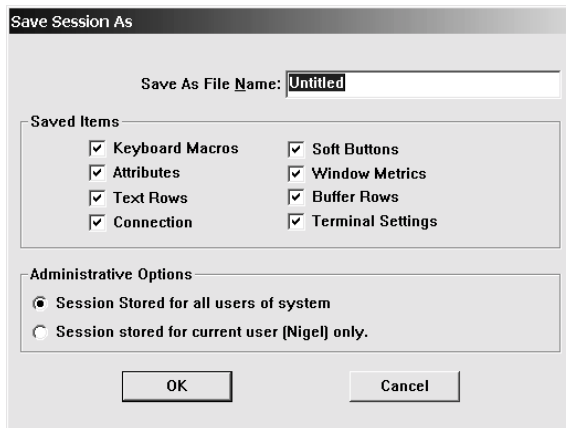 Save Session As
Save As File Name: Untitled
Saved Items
Keyboard Macros
Soft Buttons
Attributes
Window Metrics
Text Rows
Buffer Rows
Connection
Terminal Settings
Administrative Options
Session Stored for all users of system
Session stored for current user (Nigel) only.
OK
Cancel